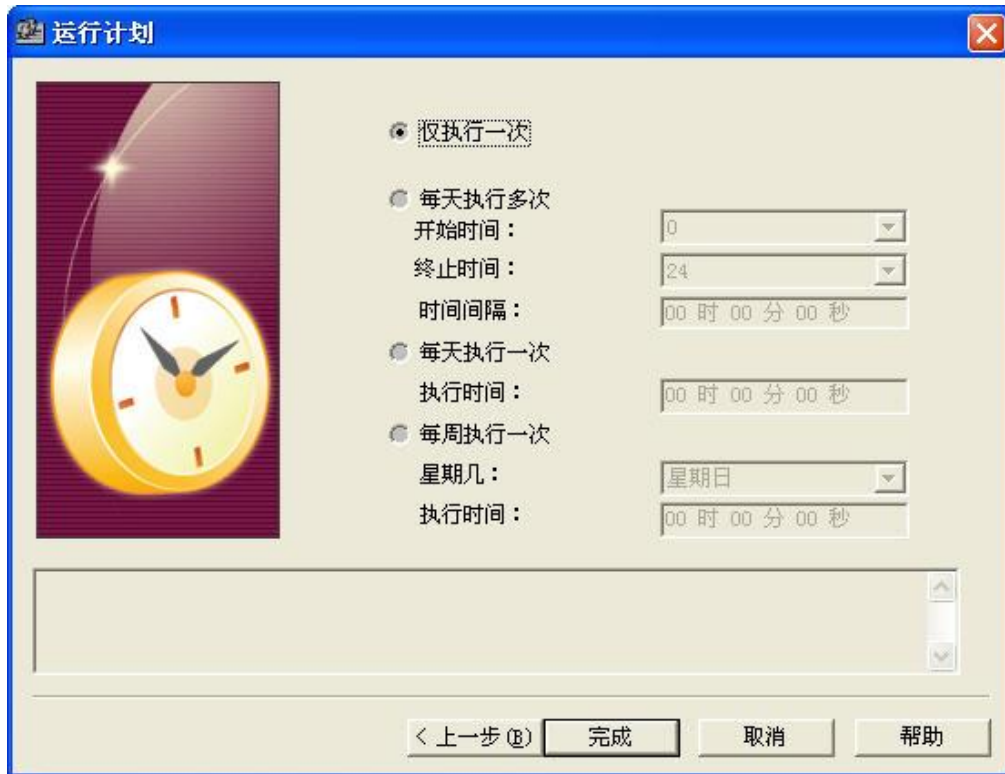 运行计划
仅执行一次
每天执行多次
开始时间： 0
终止时间： 24
时间间隔： 00 时 00 分 00 秒
每天执行一次
执行时间： 00 时 00 分 00 秒
每周执行一次
星期几： 星期日
执行时间： 00 时 00 分 00 秒
< 上一步(B) 完成 取消 帮助